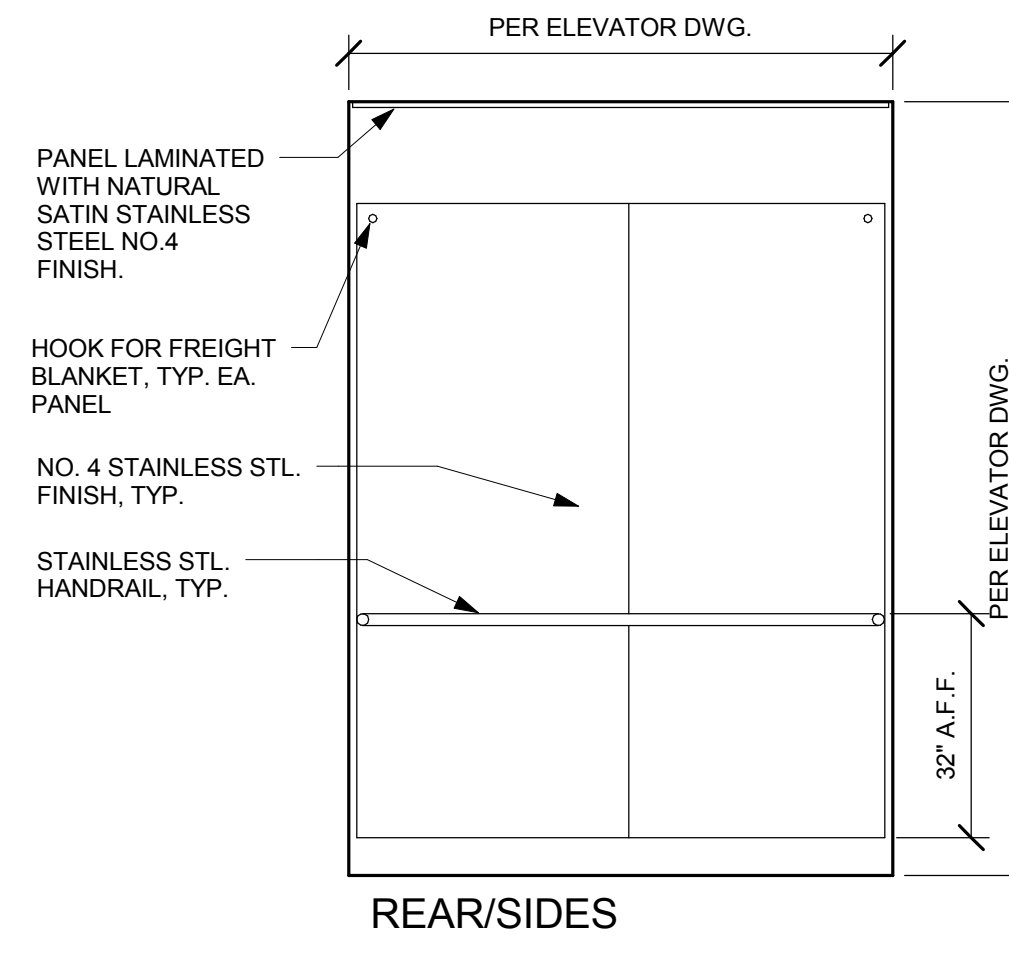 PER ELEVATOR DWG.
PANEL LAMINATED
WITH NATURAL
SATIN STAINLESS
STEEL NO.4
FINISH.
HOOK FOR FREIGHT
BLANKET, TYP. EA.
PANEL
NO. 4 STAINLESS STL.
FINISH, TYP.
STAINLESS STL.
HANDRAIL, TYP.
PER ELEVATOR DWG.
32" A.F.F.
REAR/SIDES